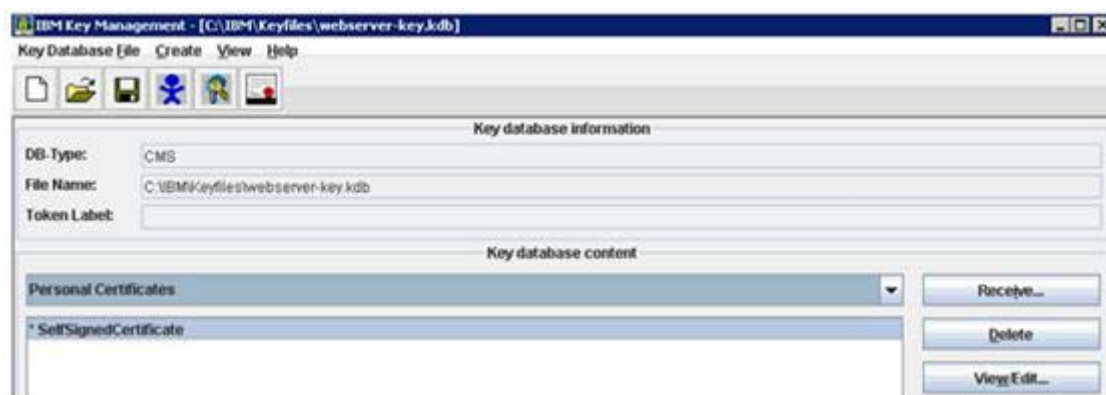 IBM Key Management - [C:\IBM\Keyfiles\webserver-key.kdb]
Key Database File Create View Help
Key database information
DB-Type: CMS
File Name: C:\IBM\Keyfiles\webserver-key.kdb
Token Label:
Key database content
Personal Certificates
Receive...
* SelfSignedCertificate
Delete
View/Edit...